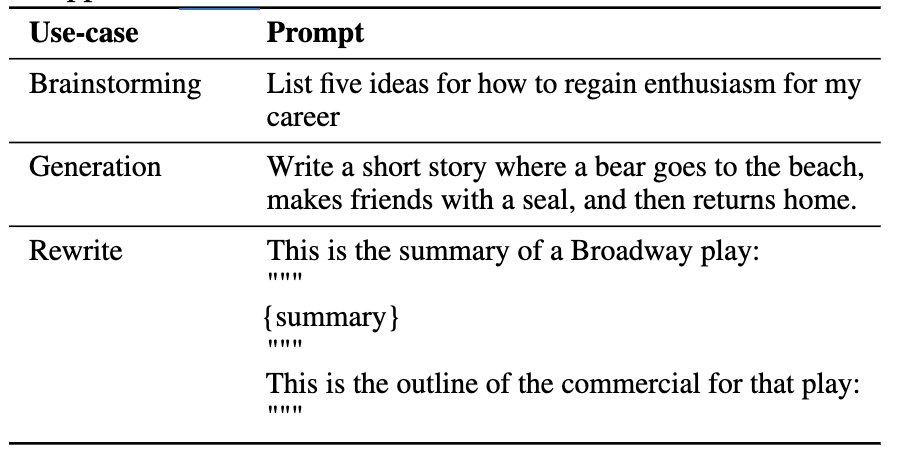 Use-case Prompt
Brainstorming List five ideas for how to regain enthusiasm for my
career
Generation Write a short story where a bear goes to the beach,
makes friends with a seal, and then returns home.
Rewrite This is the summary of a Broadway play:
"""
{summary}
"""
This is the outline of the commercial for that play:
"""